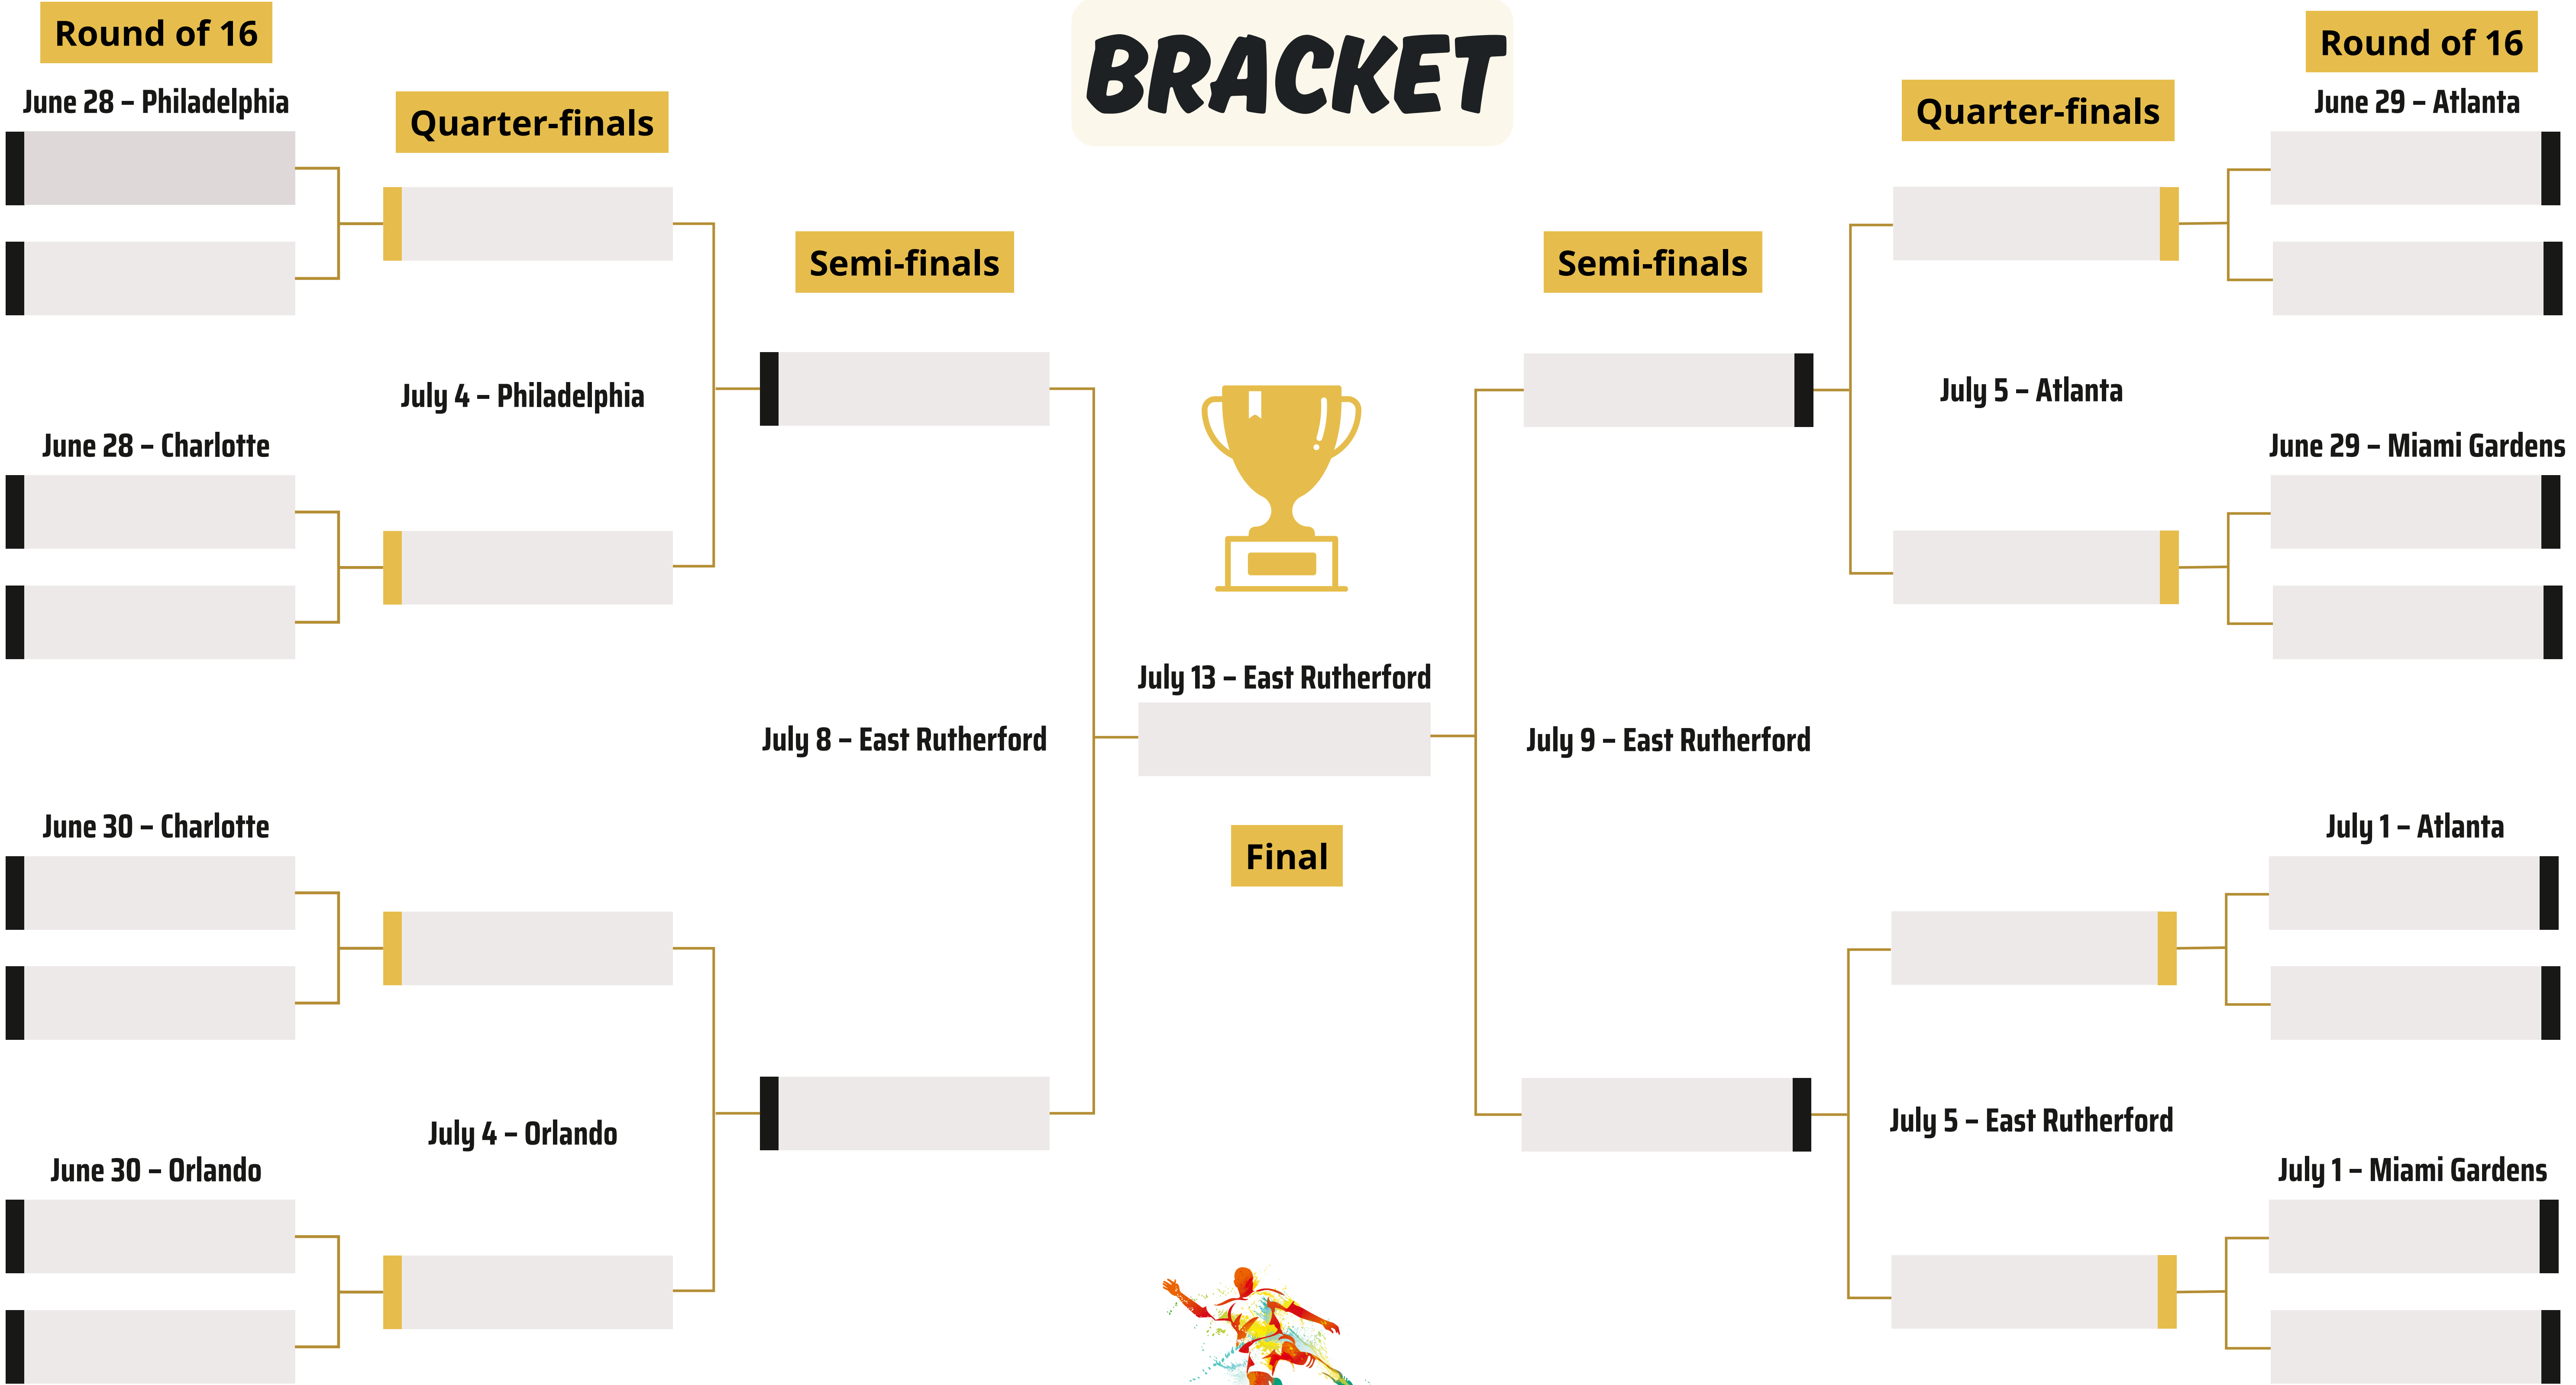 Round of 16
BRACKET
Round of 16
June 28 – Philadelphia
Quarter-finals
Quarter-finals
June 29 – Atlanta
Semi-finals
Semi-finals
July 4 – Philadelphia
July 5 – Atlanta
June 28 – Charlotte
June 29 – Miami Gardens
July 13 – East Rutherford
July 8 – East Rutherford
July 9 – East Rutherford
June 30 – Charlotte
Final
July 1 – Atlanta
July 4 – Orlando
July 5 – East Rutherford
June 30 – Orlando
July 1 – Miami Gardens